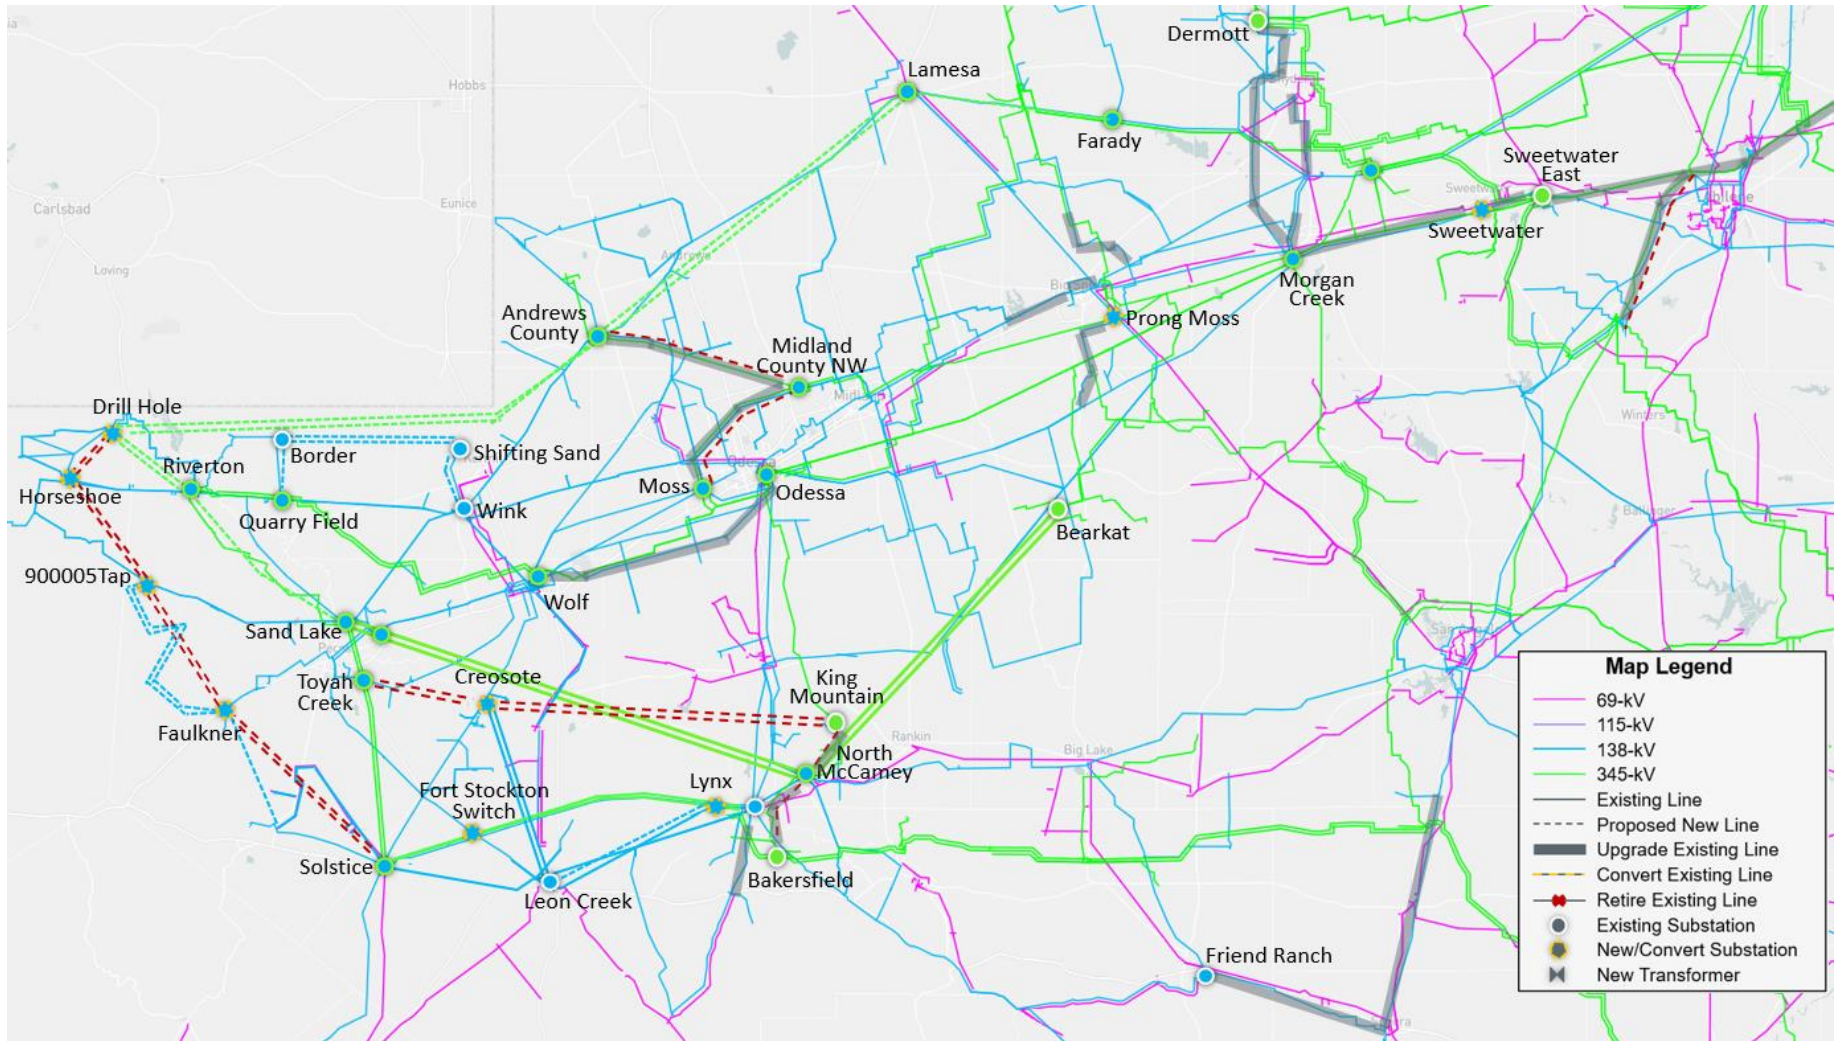 Dermott
Lamesa
Hobbs
Farady
Sweetwater
East
Sweetwater
Carlsbad
Eunice
Loving
Morgan
Creek
Prong Moss
Andrews
County
Midland
County NW
Drill Hole
Border
Shifting Sand
Riverton
Horseshoe
Quarry Field
Wink
Moss
Odessa
Bearkat
Winters
Ballinger
900005Tap
Wolf
Sand Lake
San Angelo
Toyah
Creek
Creosote
King
Mountain
Faulkner
Rankin
Big Lake
North
McCamey
Lynx
Fort Stockton
Switch
Solstice
Leon Creek
Bakersfield
Friend Ranch
Map Legend
69-kV
115-kV
138-kV
345-kV
Existing Line
Proposed New Line
Upgrade Existing Line
Convert Existing Line
Retire Existing Line
Existing Substation
New/Convert Substation
New Transformer